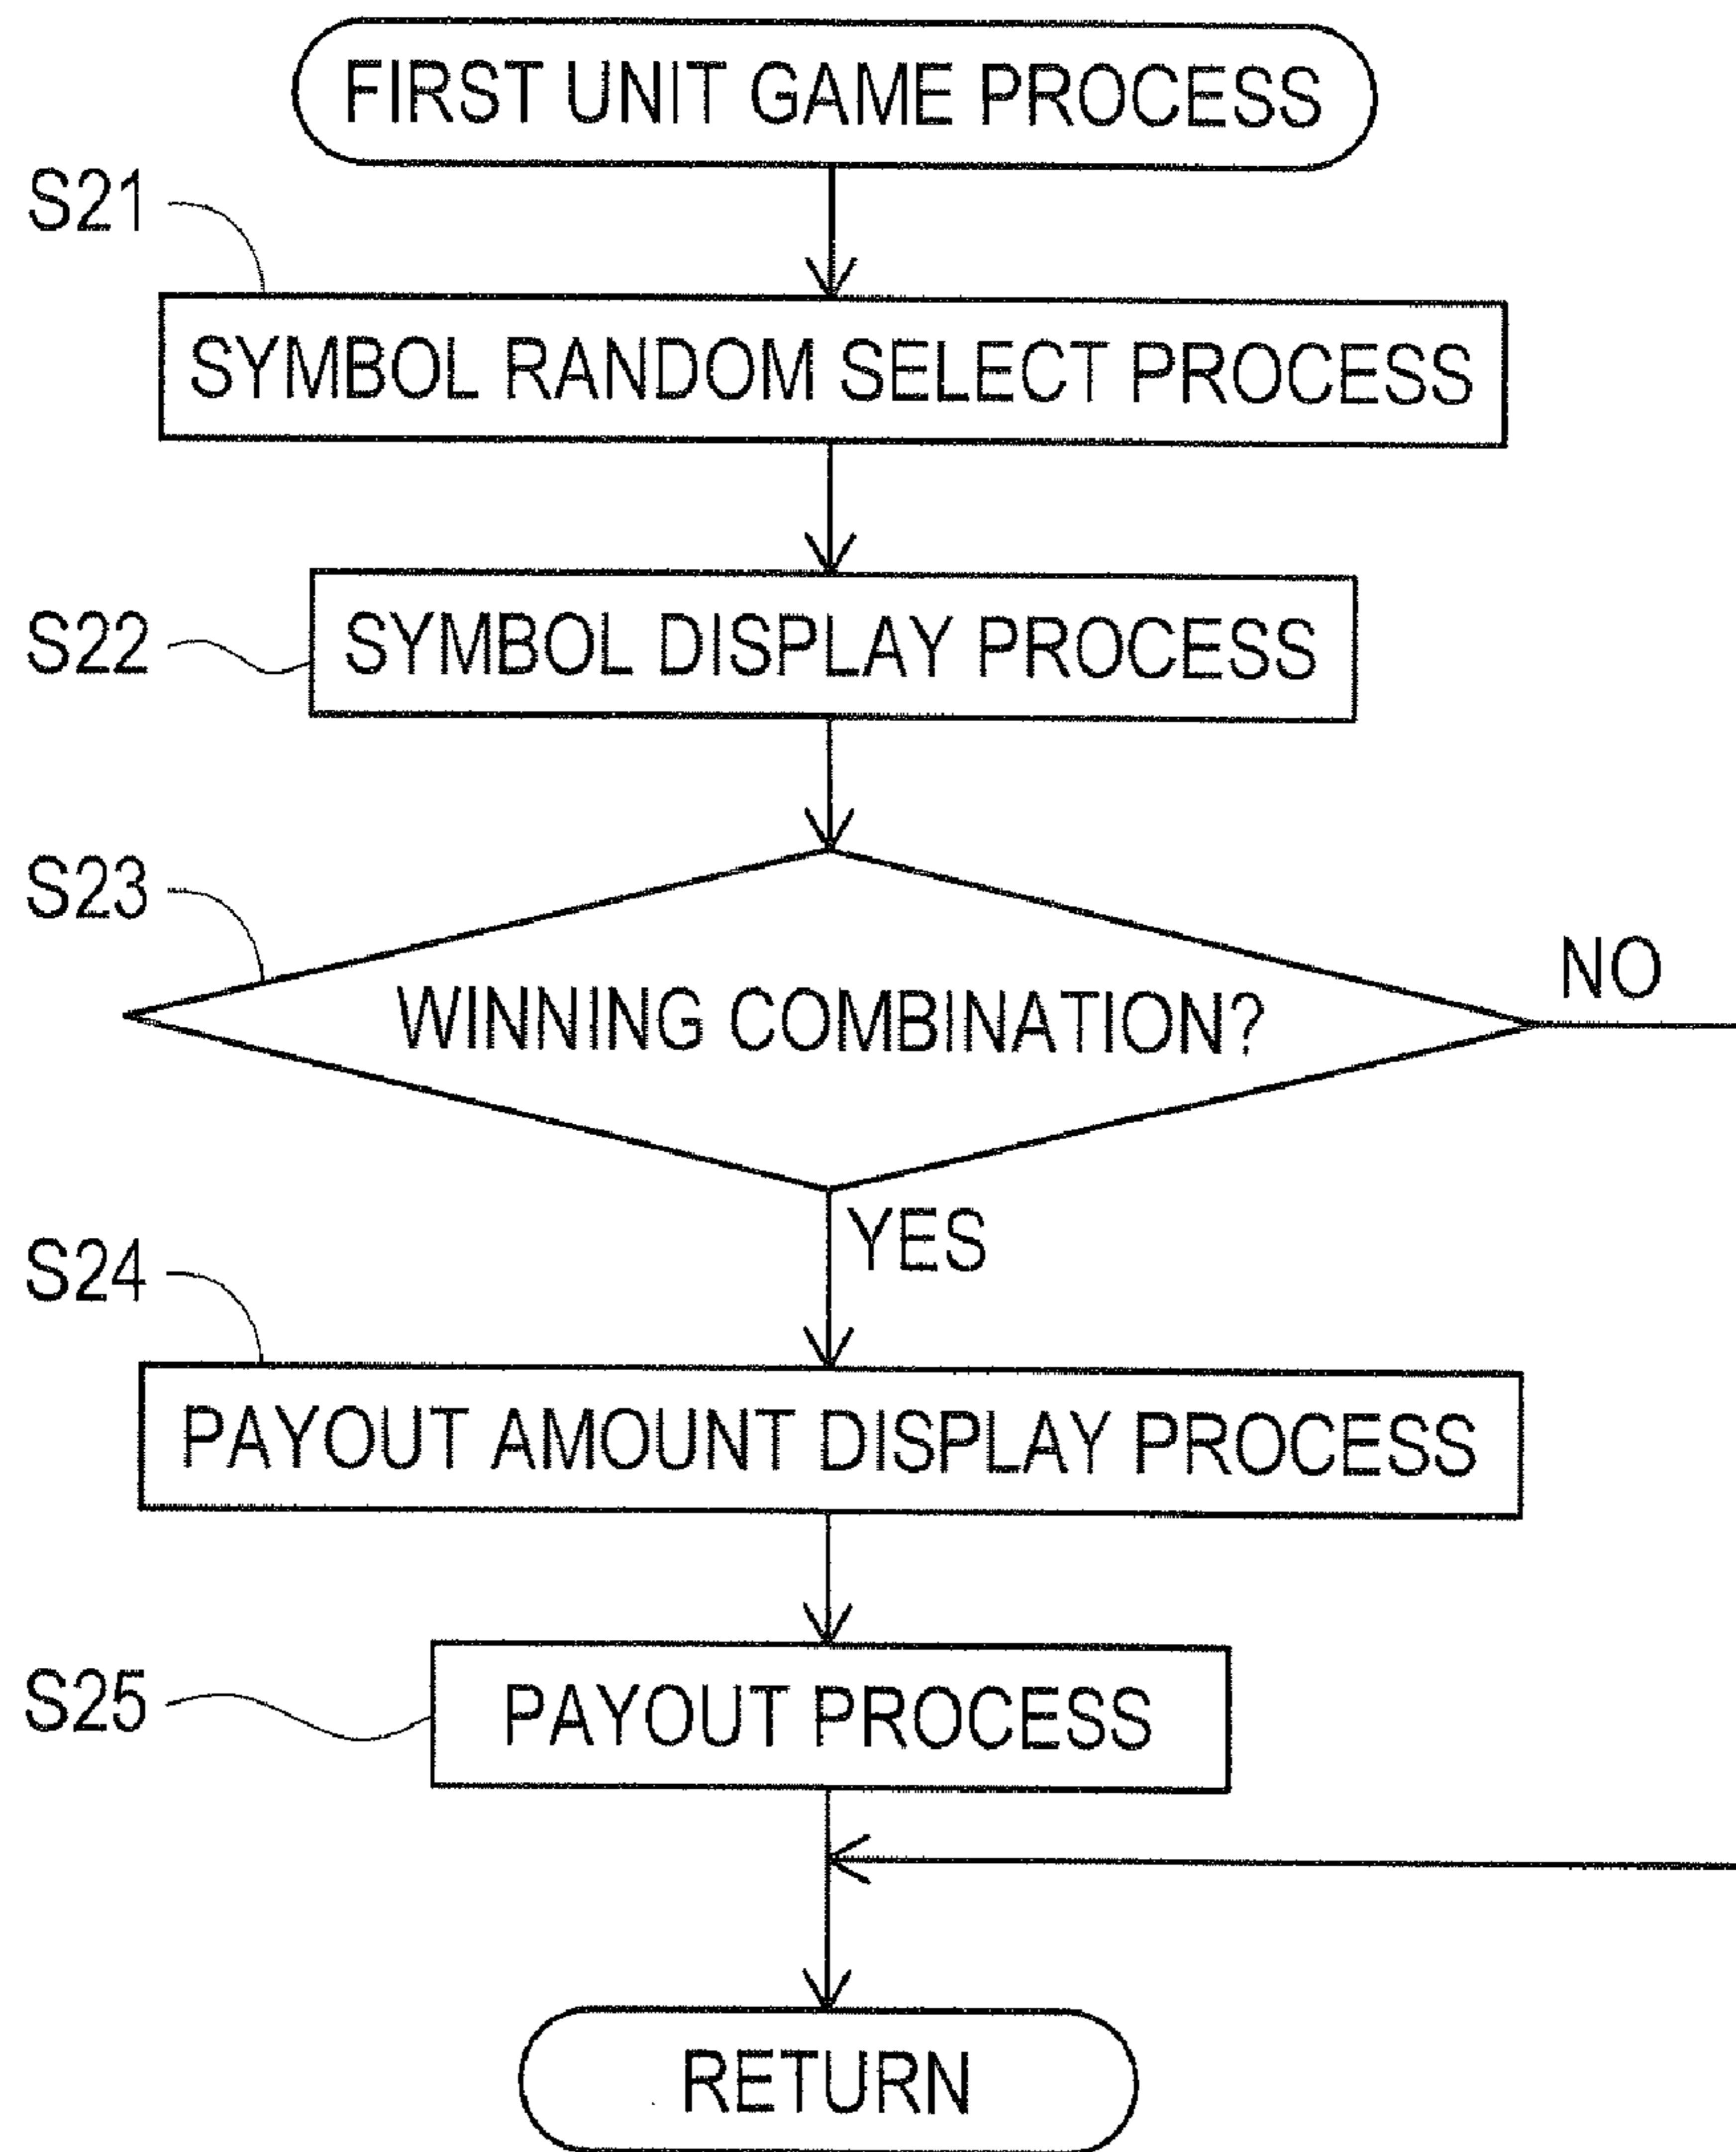 FIRST UNIT GAME PROCESS
S21
SYMBOL RANDOM SELECT PROCESS
S22
SYMBOL DISPLAY PROCESS
S23
WINNING COMBINATION?
NO
YES
S24
PAYOUT AMOUNT DISPLAY PROCESS
S25
PAYOUT PROCESS
RETURN